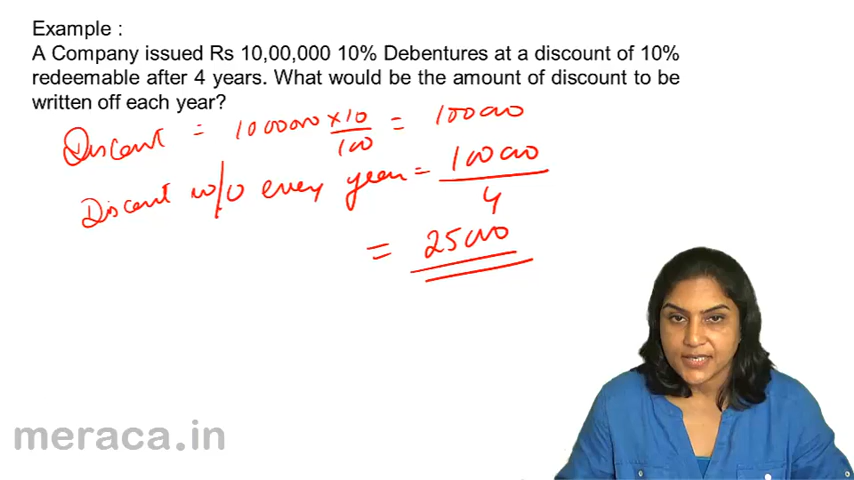 Example :
A Company issued Rs 10,00,000 10% Debentures at a discount of 10%
redeemable after 4 years. What would be the amount of discount to be
written off each year?
Discount = 1000000 × 10 / 100 = 100000
Discount w/o every year = 100000 / 4
= 25000
meraca.in